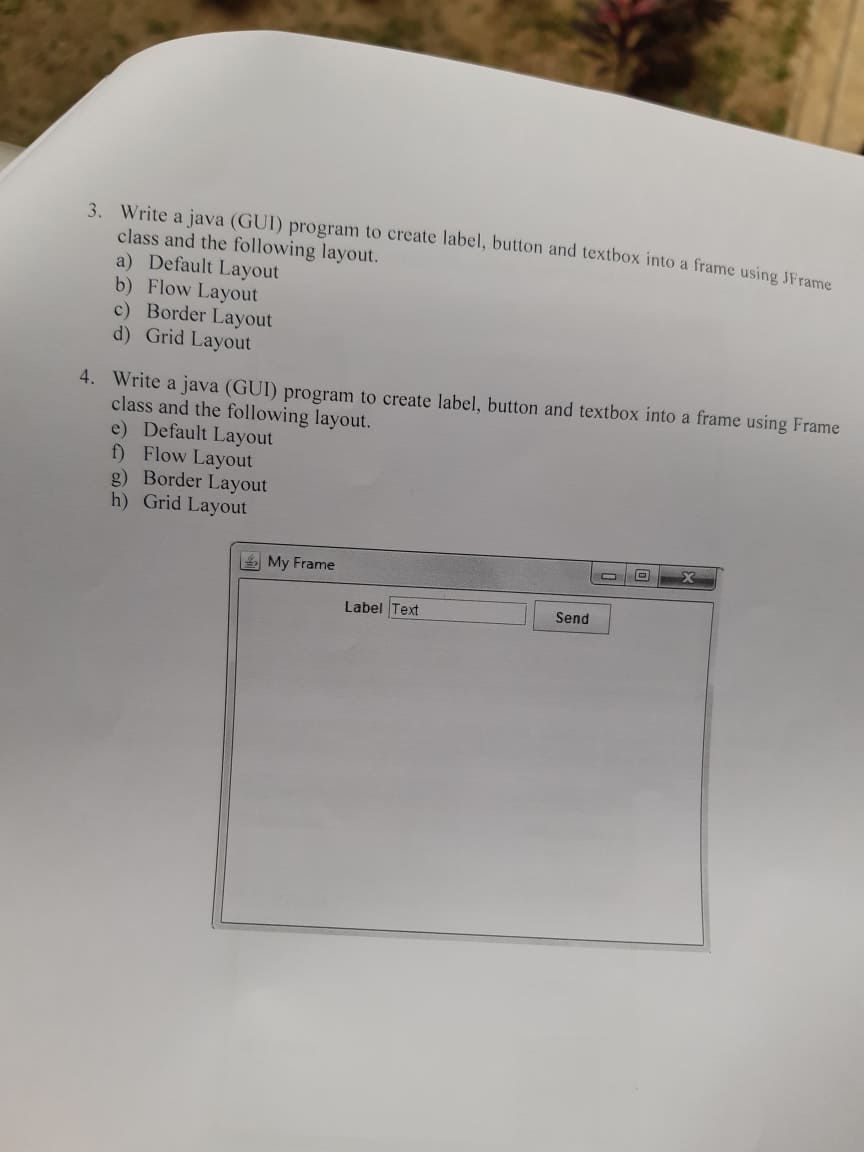 3. Write a java (GUI) program to create label, button and textbox into a frame using JFrame
class and the following layout.
a) Default Layout
b) Flow Layout
c) Border Layout
d) Grid Layout
4. Write a java (GUI) program to create label, button and textbox into a frame using Frame
class and the following layout.
e) Default Layout
f) Flow Layout
g) Border Layout
h) Grid Layout
My Frame
Label Text Send